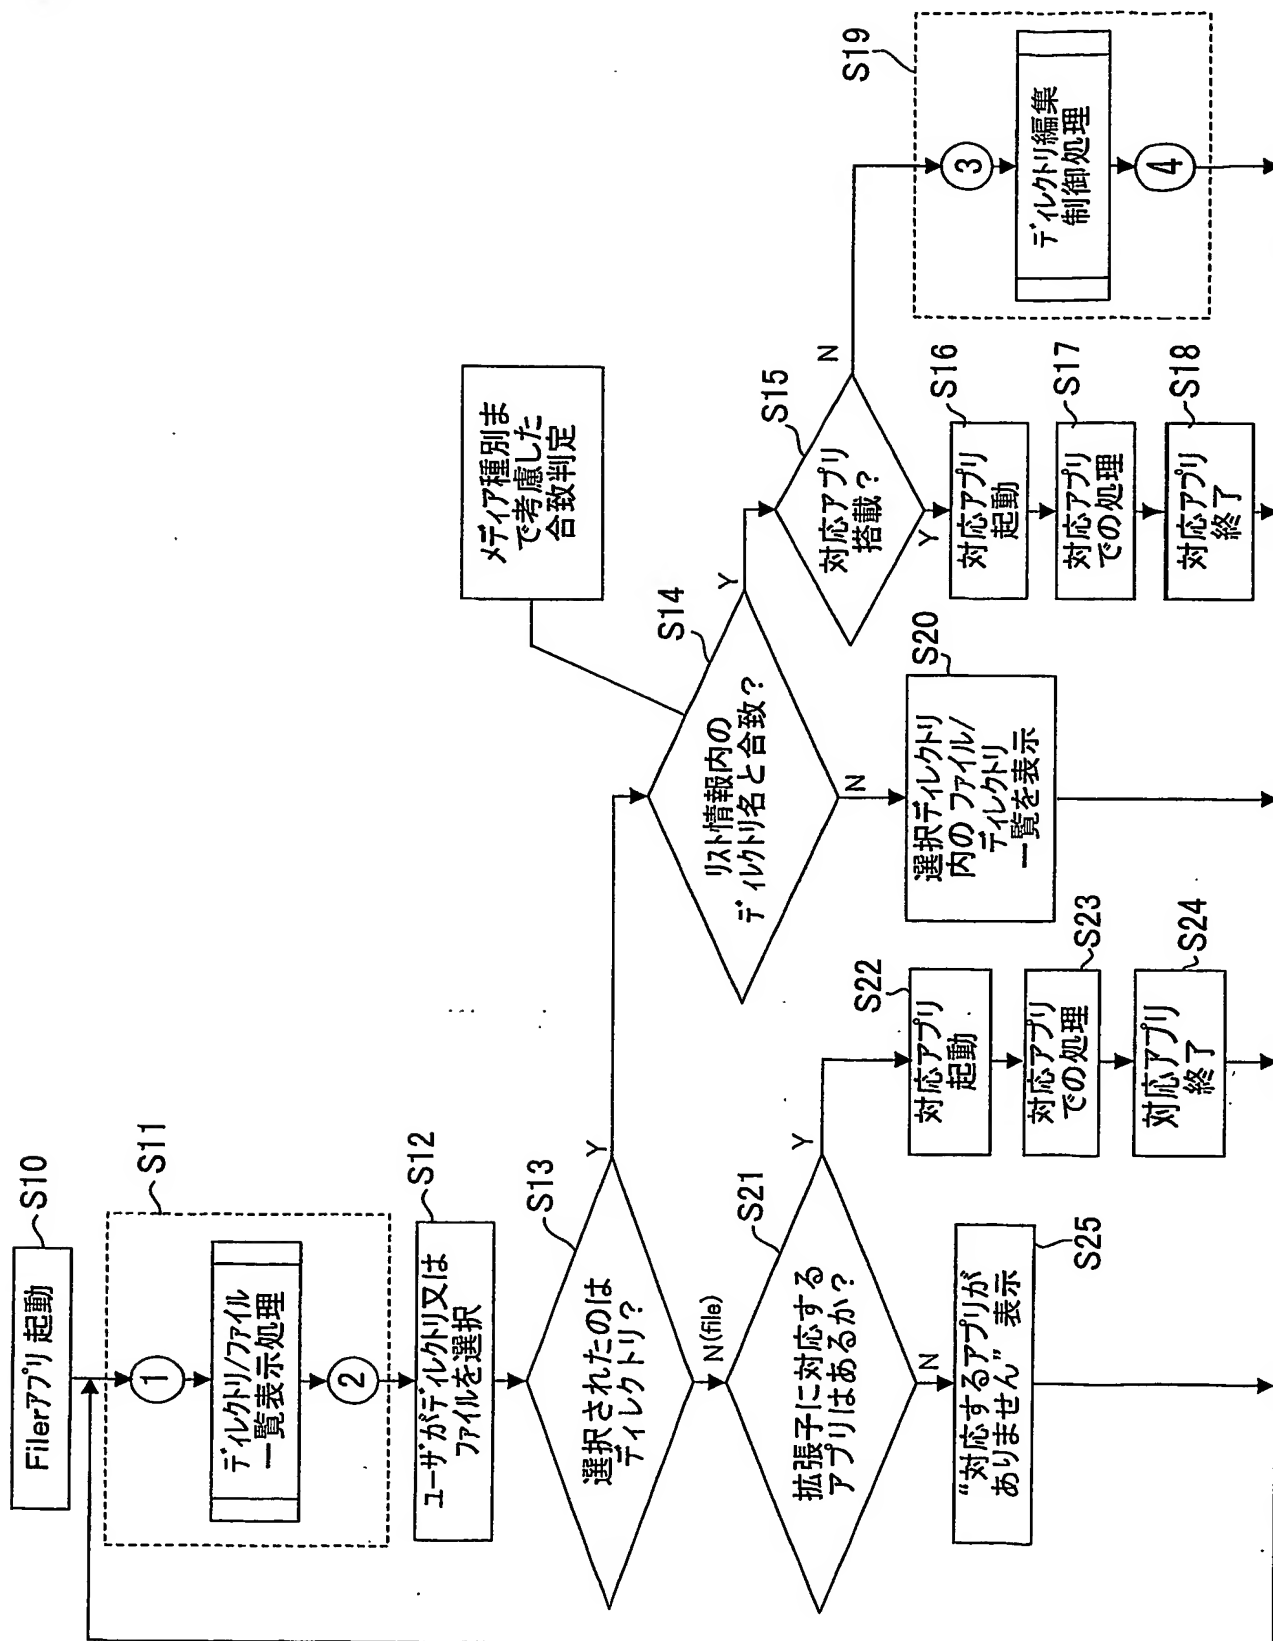 S10
Filerアプリ 起動
S11
1
ディレクトリ/ファイル
一覧表示処理
2
S12
ユーザがディレクトリ又は
ファイルを選択
S13
選択されたのは
ディレクトリ?
Y
N(file)
メディア種別ま
で考慮した
合致判定
S14
リスト情報内の
ディレクトリ名と合致?
Y
N
S15
対応アプリ
搭載?
N
Y
S16
対応アプリ
起動
S17
対応アプリ
での処理
S18
対応アプリ
終了
S19
3
ディレクトリ編集
制御処理
4
S20
選択ディレクトリ
内のファイル/
ディレクトリ
一覧を表示
S21
拡張子に対応する
アプリはあるか?
Y
N
S22
対応アプリ
起動
S23
対応アプリ
での処理
S24
対応アプリ
終了
S25
“対応するアプリが
ありません” 表示